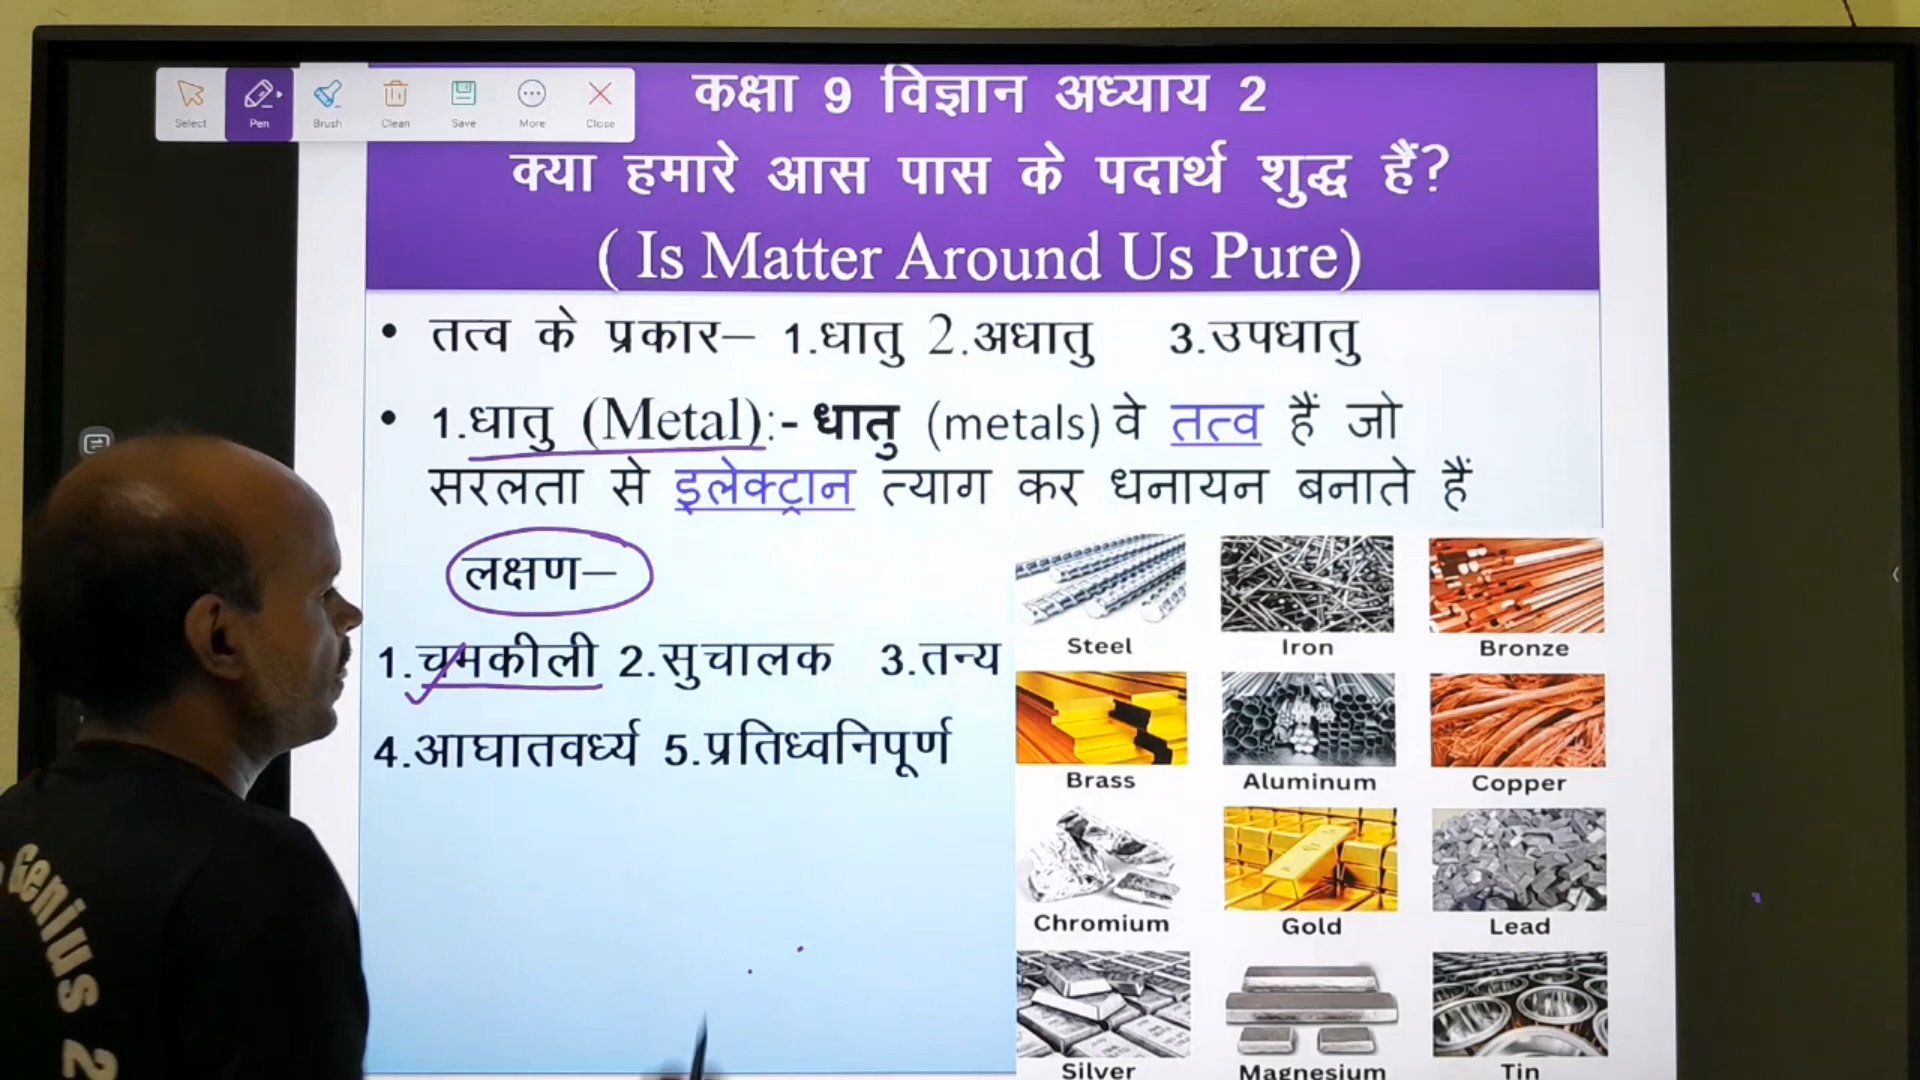 Select Pen Brush Clean Save More Close
कक्षा 9 विज्ञान अध्याय 2
क्या हमारे आस पास के पदार्थ शुद्ध हैं?
( Is Matter Around Us Pure)
• तत्व के प्रकार– 1.धातु 2.अधातु 3.उपधातु
• 1.धातु (Metal):- धातु (metals) वे तत्व हैं जो
सरलता से इलेक्ट्रान त्याग कर धनायन बनाते हैं
लक्षण–
1.चमकीली 2.सुचालक 3.तन्य
4.आघातवर्ध्य 5.प्रतिध्वनिपूर्ण
Steel Iron Bronze
Brass Aluminum Copper
Chromium Gold Lead
Silver Magnesium Tin
Genius 2